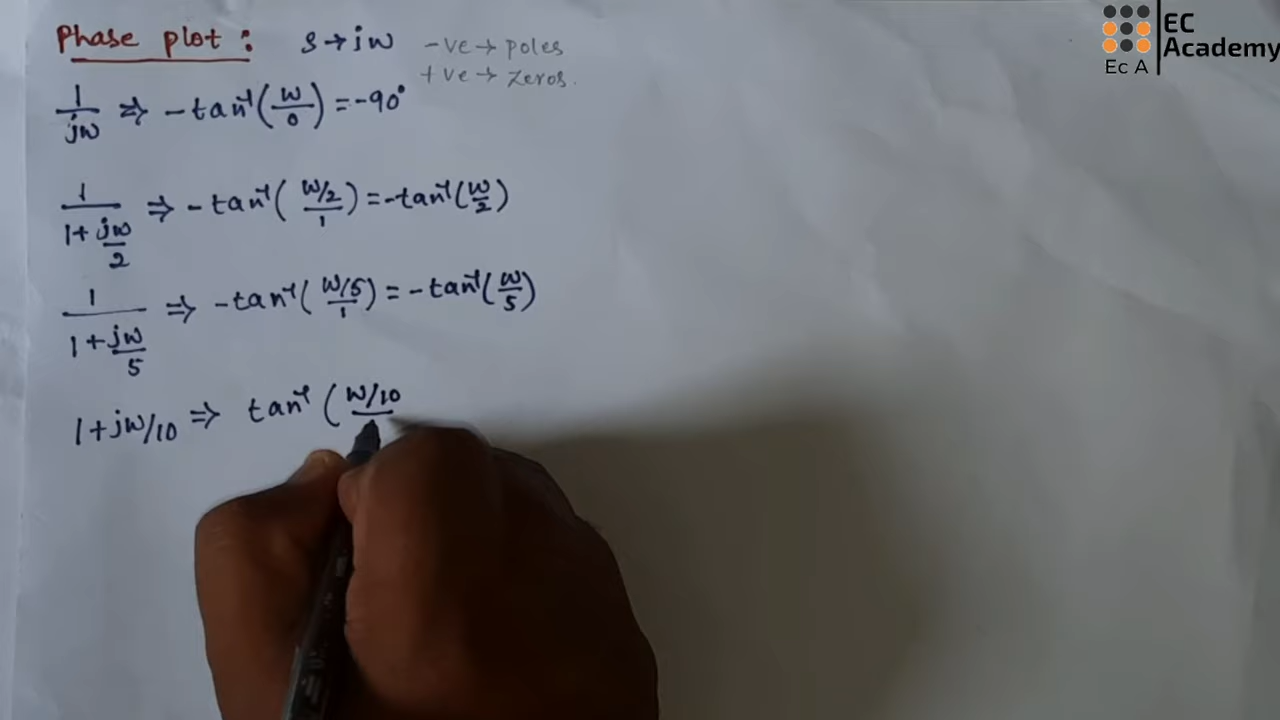 Phase plot : s→jω -ve → poles
+ve → zeros.
1/jω ⇒ -tan⁻¹(ω/0) = -90°
1/(1+jω/2) ⇒ -tan⁻¹((ω/2)/1) = -tan⁻¹(ω/2)
1/(1+jω/5) ⇒ -tan⁻¹((ω/5)/1) = -tan⁻¹(ω/5)
1+jω/10 ⇒ tan⁻¹(ω/10
EC
Academy
Ec A